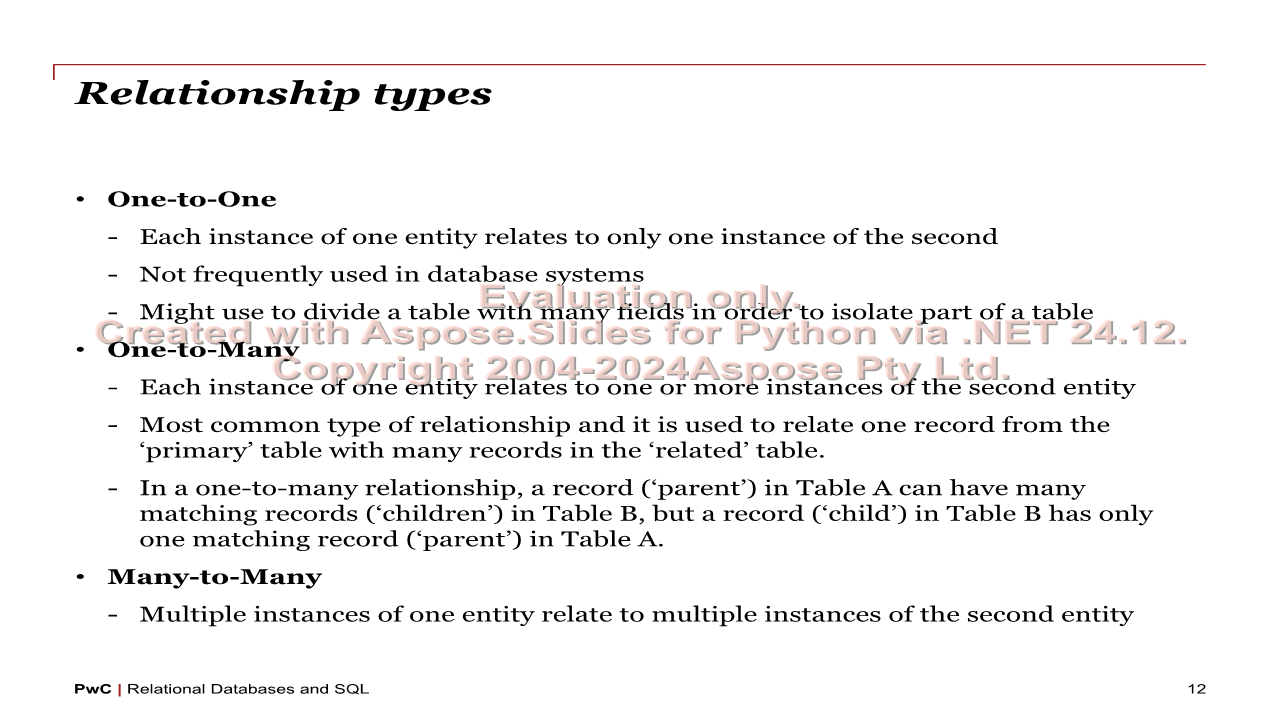 Relationship types
• One-to-One
- Each instance of one entity relates to only one instance of the second
- Not frequently used in database systems
- Might use to divide a table with many fields in order to isolate part of a table
• One-to-Many
- Each instance of one entity relates to one or more instances of the second entity
- Most common type of relationship and it is used to relate one record from the
‘primary’ table with many records in the ‘related’ table.
- In a one-to-many relationship, a record (‘parent’) in Table A can have many
matching records (‘children’) in Table B, but a record (‘child’) in Table B has only
one matching record (‘parent’) in Table A.
• Many-to-Many
- Multiple instances of one entity relate to multiple instances of the second entity
Evaluation only.
Created with Aspose.Slides for Python via .NET 24.12.
Copyright 2004-2024Aspose Pty Ltd.
PwC | Relational Databases and SQL
12